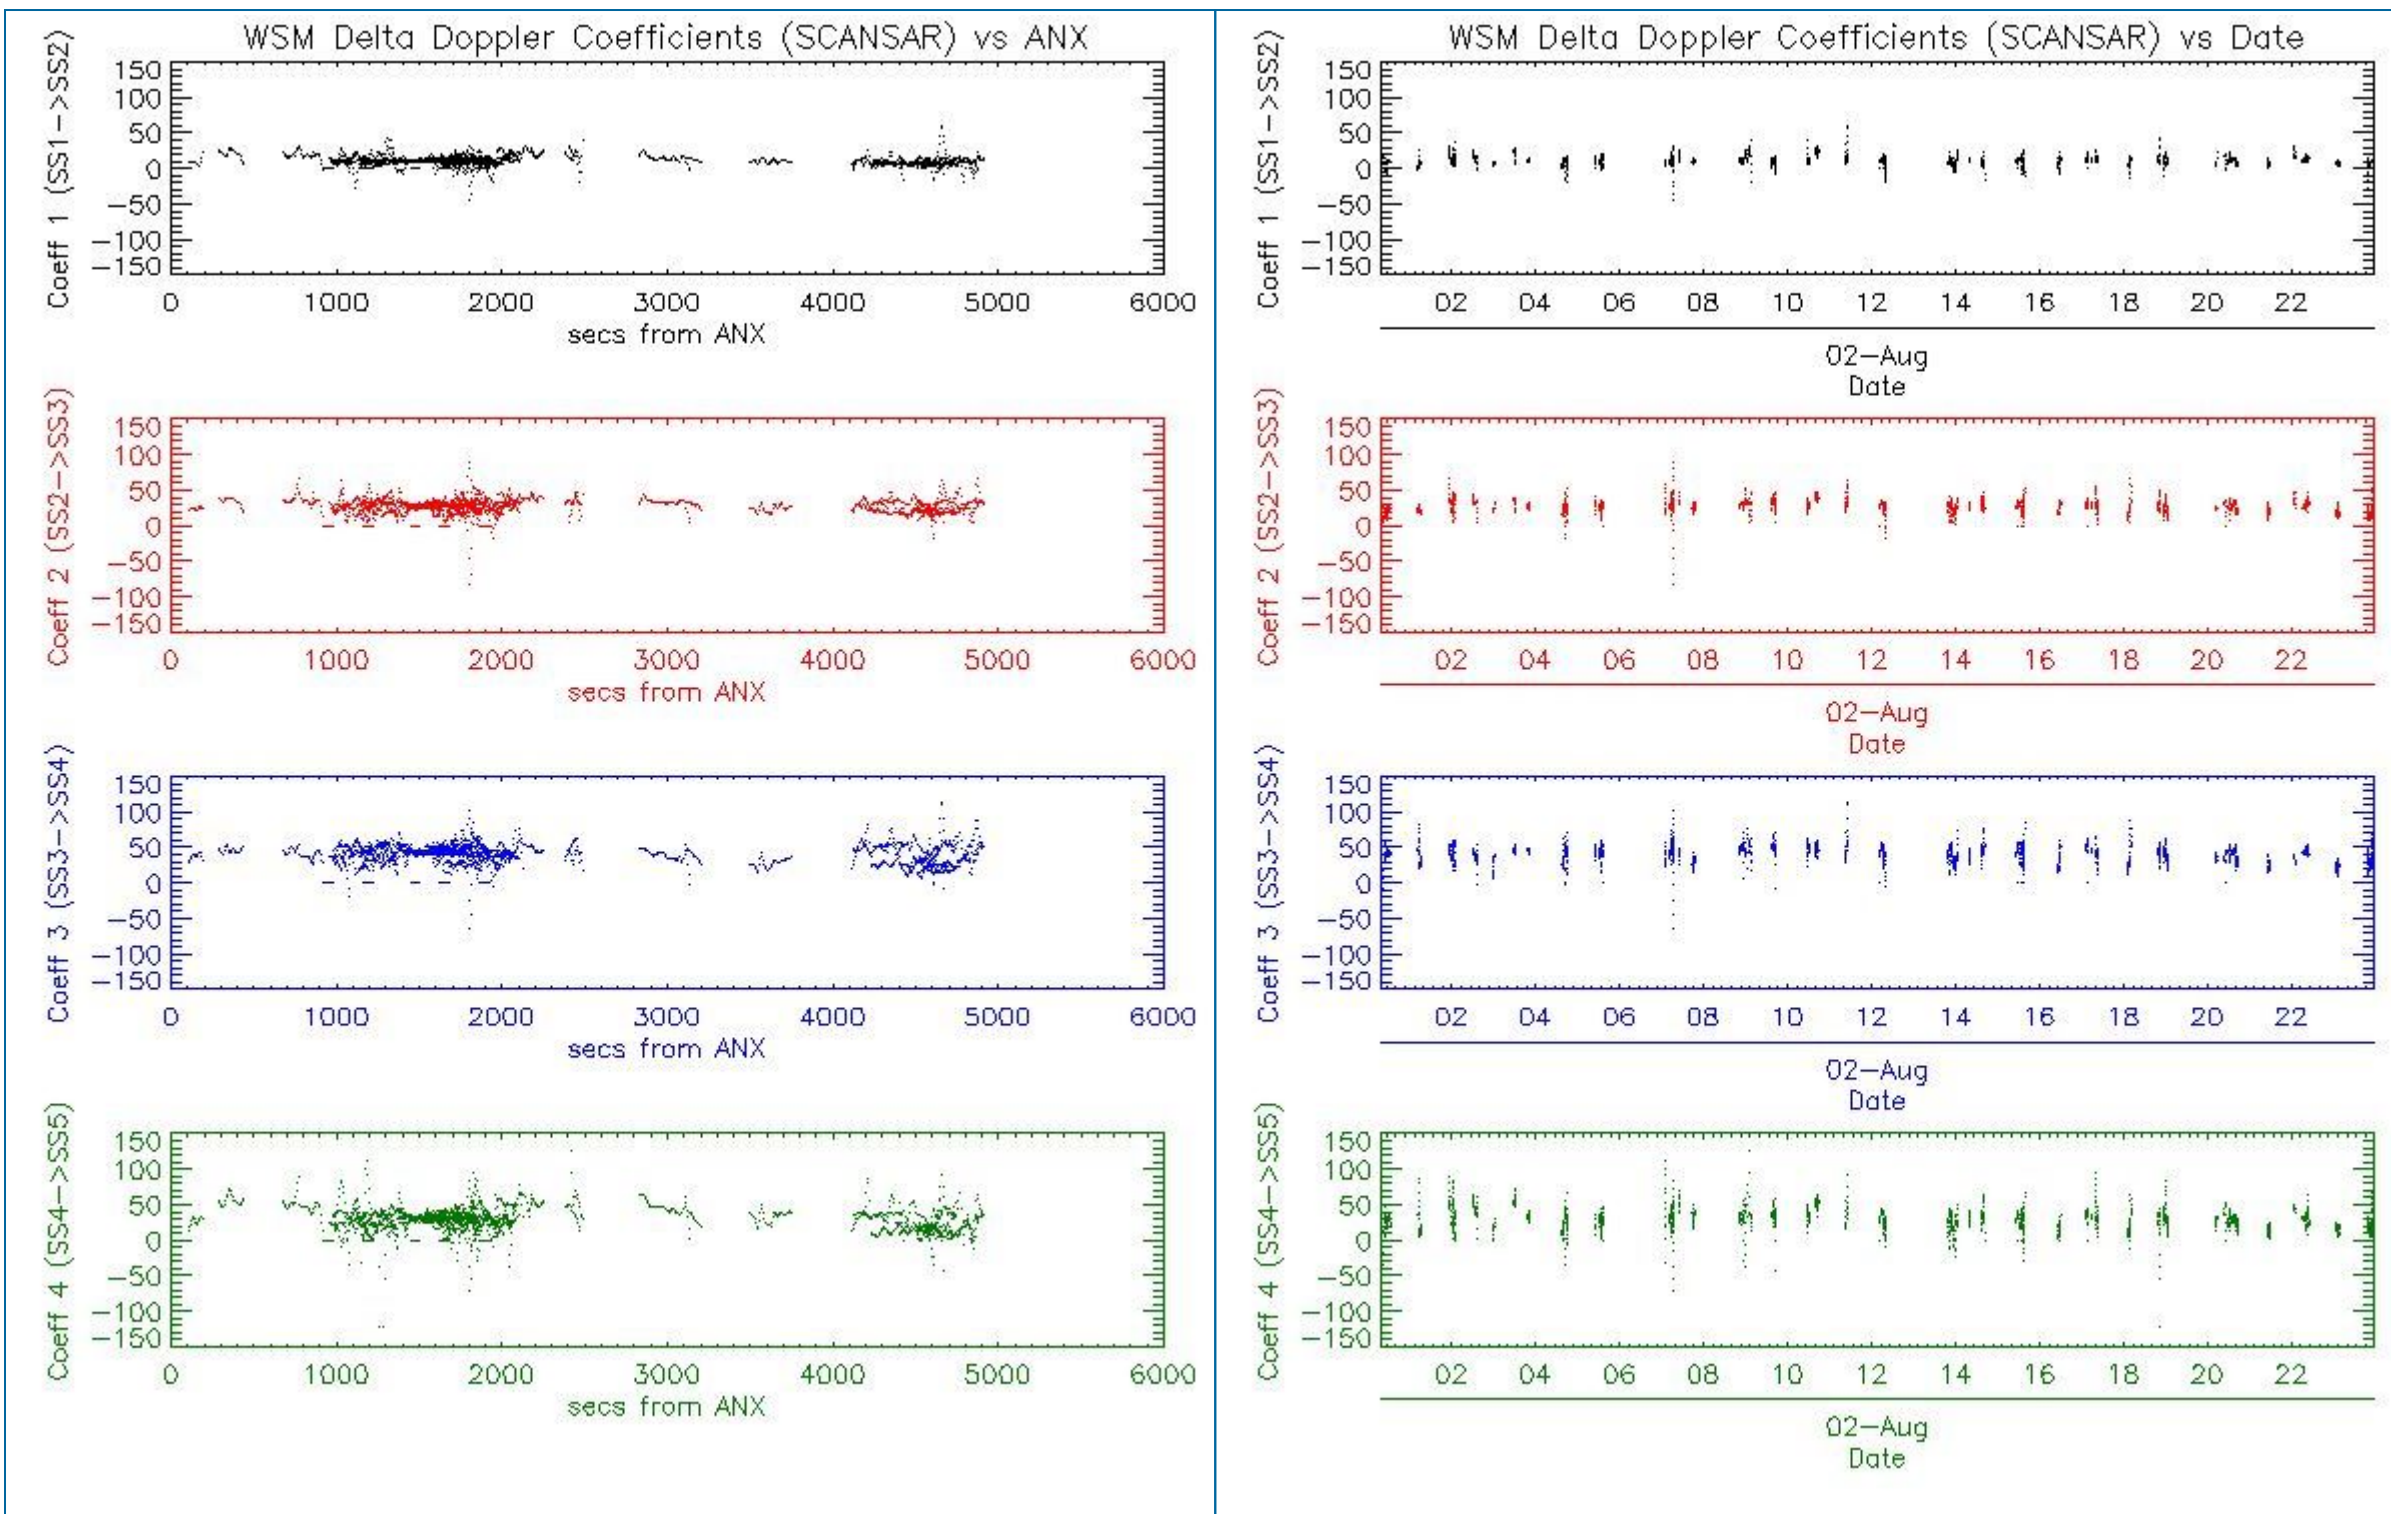 WSM Delta Doppler Coefficients (SCANSAR) vs ANX
Coeff 1 (SS1->SS2)
150
100
50
0
-50
-100
-150
0 1000 2000 3000 4000 5000 6000
secs from ANX
Coeff 2 (SS2->SS3)
150
100
50
0
-50
-100
-150
0 1000 2000 3000 4000 5000 6000
secs from ANX
Coeff 3 (SS3->SS4)
150
100
50
0
-50
-100
-150
0 1000 2000 3000 4000 5000 6000
secs from ANX
Coeff 4 (SS4->SS5)
150
100
50
0
-50
-100
-150
0 1000 2000 3000 4000 5000 6000
secs from ANX
WSM Delta Doppler Coefficients (SCANSAR) vs Date
Coeff 1 (SS1->SS2)
150
100
50
0
-50
-100
-150
02 04 06 08 10 12 14 16 18 20 22
02-Aug
Date
Coeff 2 (SS2->SS3)
150
100
50
0
-50
-100
-150
02 04 06 08 10 12 14 16 18 20 22
02-Aug
Date
Coeff 3 (SS3->SS4)
150
100
50
0
-50
-100
-150
02 04 06 08 10 12 14 16 18 20 22
02-Aug
Date
Coeff 4 (SS4->SS5)
150
100
50
0
-50
-100
-150
02 04 06 08 10 12 14 16 18 20 22
02-Aug
Date